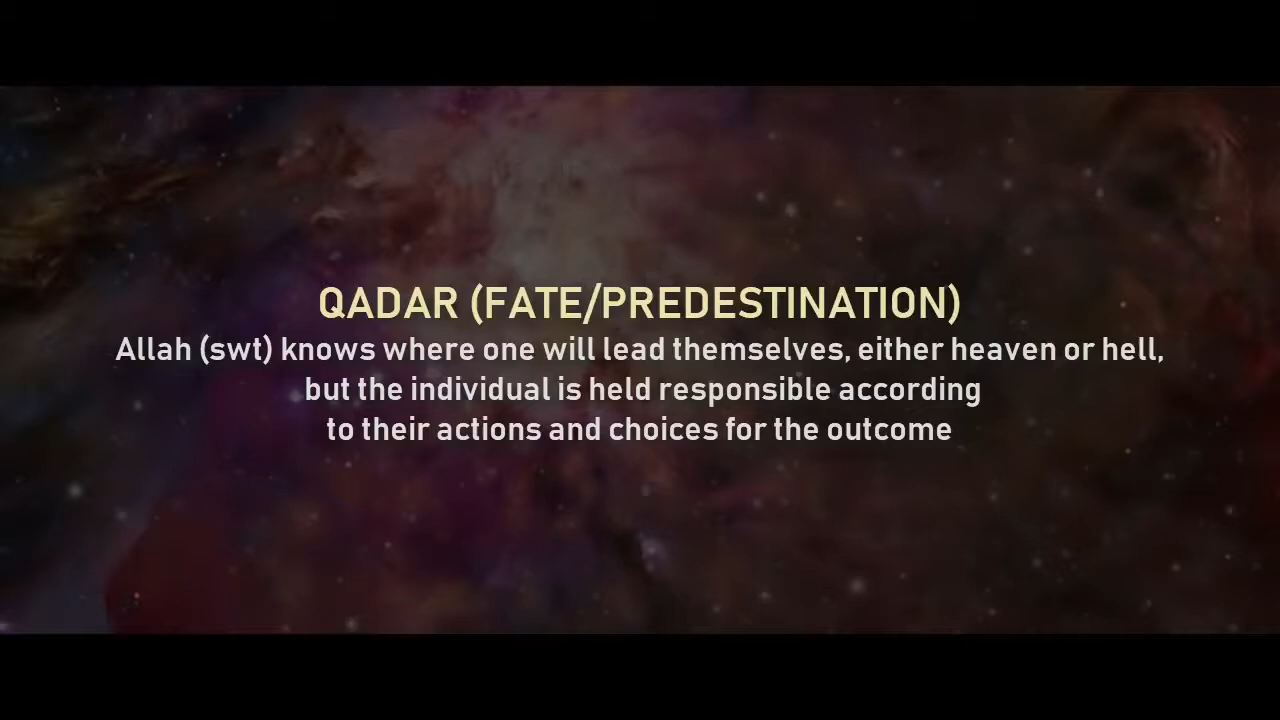 QADAR (FATE/PREDESTINATION)
Allah (swt) knows where one will lead themselves, either heaven or hell,
but the individual is held responsible according
to their actions and choices for the outcome